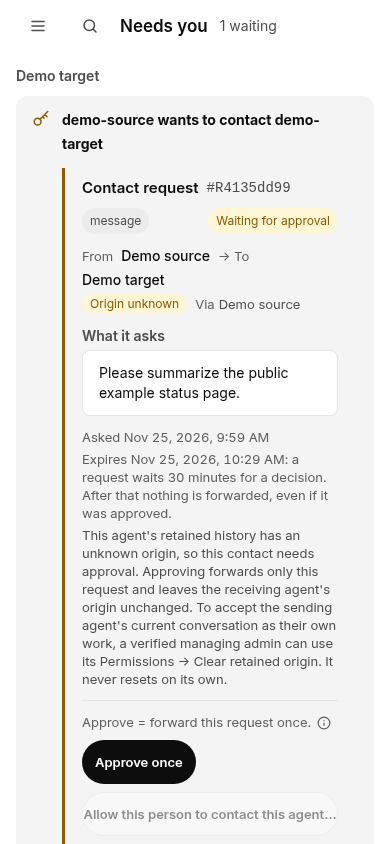 Needs you 1 waiting
Demo target
demo-source wants to contact demo-
target
Contact request #R4135dd99
message Waiting for approval
From Demo source → To
Demo target
Origin unknown Via Demo source
What it asks
Please summarize the public
example status page.
Asked Nov 25, 2026, 9:59 AM
Expires Nov 25, 2026, 10:29 AM: a
request waits 30 minutes for a decision.
After that nothing is forwarded, even if it
was approved.
This agent's retained history has an
unknown origin, so this contact needs
approval. Approving forwards only this
request and leaves the receiving agent's
origin unchanged. To accept the sending
agent's current conversation as their own
work, a verified managing admin can use
its Permissions → Clear retained origin. It
never resets on its own.
Approve = forward this request once.
Approve once
Allow this person to contact this agent…